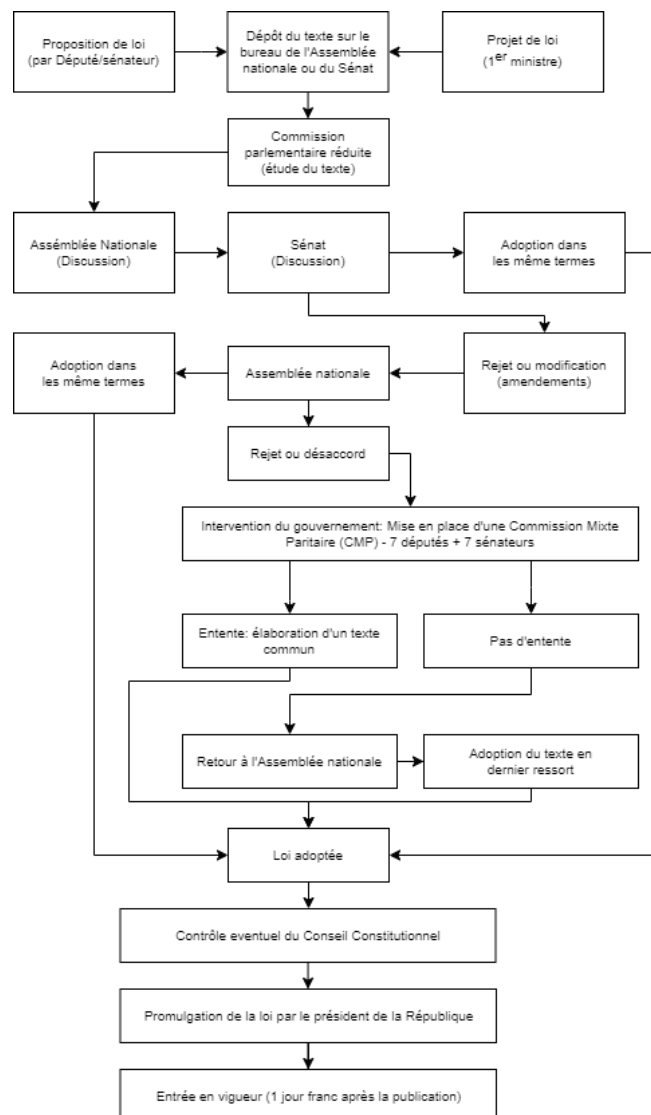 Proposition de loi
(par Député/sénateur)
Dépôt du texte sur le
bureau de l'Assemblée
nationale ou du Sénat
Projet de loi
(1er ministre)
Commission
parlementaire réduite
(étude du texte)
Assémblée Nationale
(Discussion)
Sénat
(Discussion)
Adoption dans
les même termes
Adoption dans
les même termes
Assemblée nationale
Rejet ou modification
(amendements)
Rejet ou désaccord
Intervention du gouvernement: Mise en place d'une Commission Mixte
Paritaire (CMP) - 7 députés + 7 sénateurs
Entente: élaboration d'un texte
commun
Pas d'entente
Retour à l'Assemblée nationale
Adoption du texte en
dernier ressort
Loi adoptée
Contrôle eventuel du Conseil Constitutionnel
Promulgation de la loi par le président de la République
Entrée en vigueur (1 jour franc après la publication)